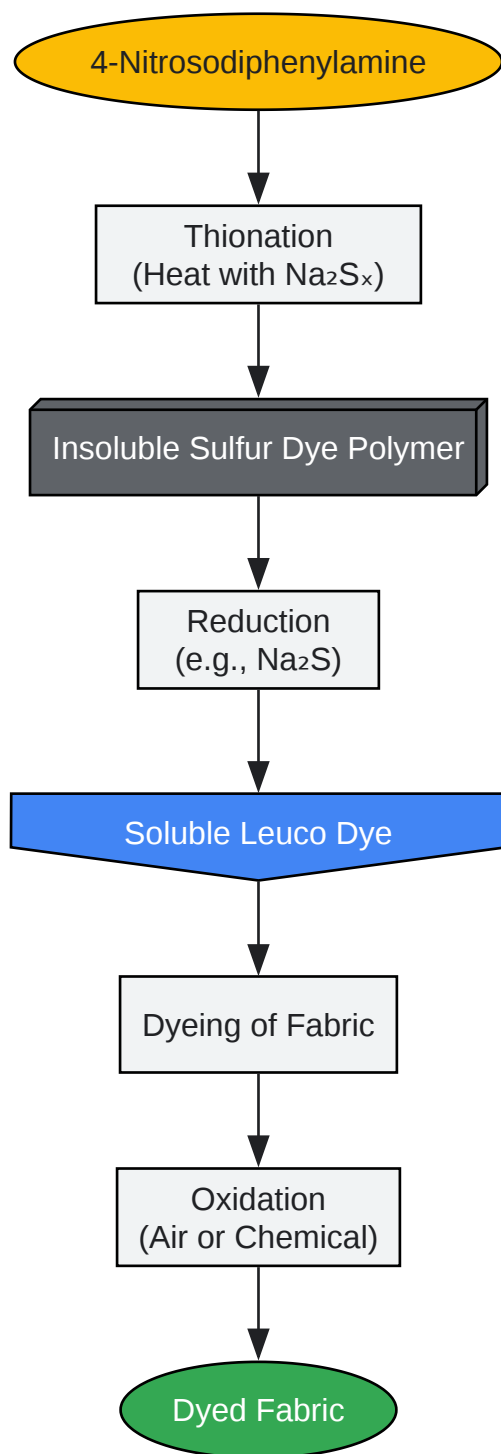 4-Nitrosodiphenylamine
Thionation
(Heat with Na₂Sₓ)
Insoluble Sulfur Dye Polymer
Reduction
(e.g., Na₂S)
Soluble Leuco Dye
Dyeing of Fabric
Oxidation
(Air or Chemical)
Dyed Fabric